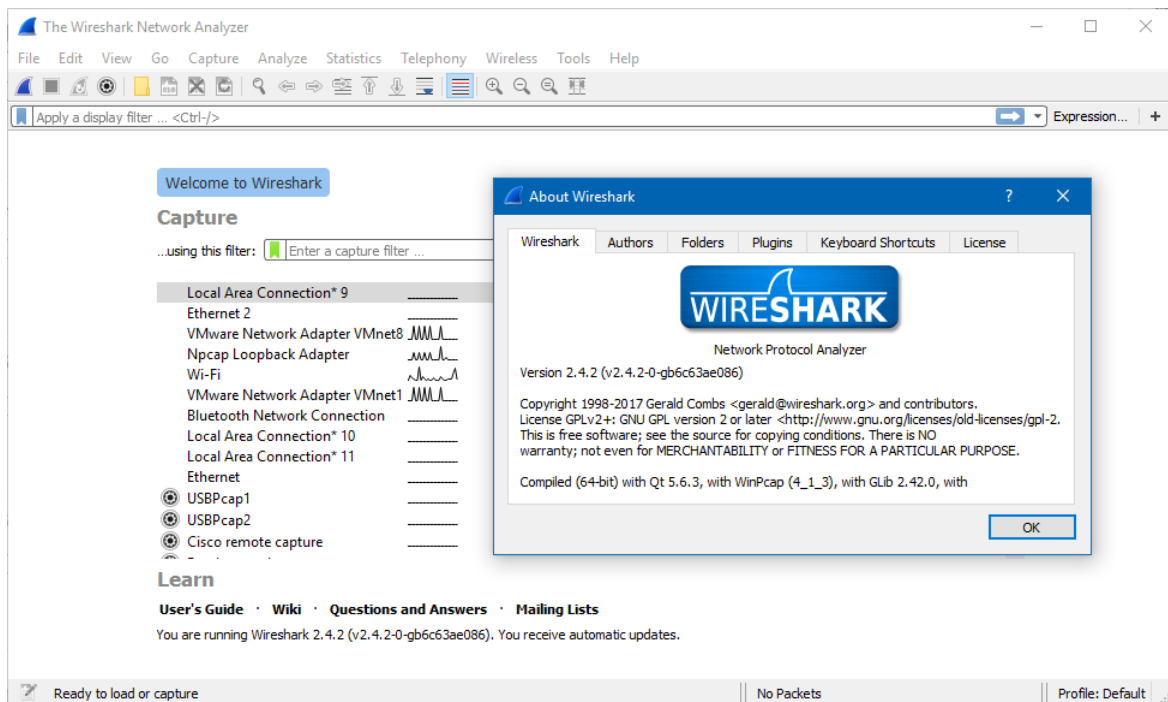 The Wireshark Network Analyzer
File Edit View Go Capture Analyze Statistics Telephony Wireless Tools Help
Apply a display filter ... <Ctrl-/> Expression... +
Welcome to Wireshark
Capture
...using this filter: Enter a capture filter ...
Local Area Connection* 9
Ethernet 2
VMware Network Adapter VMnet8
Npcap Loopback Adapter
Wi-Fi
VMware Network Adapter VMnet1
Bluetooth Network Connection
Local Area Connection* 10
Local Area Connection* 11
Ethernet
USBPcap1
USBPcap2
Cisco remote capture
About Wireshark ?
Wireshark Authors Folders Plugins Keyboard Shortcuts License
WIRESHARK
Network Protocol Analyzer
Version 2.4.2 (v2.4.2-0-gb6c63ae086)
Copyright 1998-2017 Gerald Combs <gerald@wireshark.org> and contributors.
License GPLv2+: GNU GPL version 2 or later <http://www.gnu.org/licenses/old-licenses/gpl-2.
This is free software; see the source for copying conditions. There is NO
warranty; not even for MERCHANTABILITY or FITNESS FOR A PARTICULAR PURPOSE.
Compiled (64-bit) with Qt 5.6.3, with WinPcap (4_1_3), with GLib 2.42.0, with
OK
Learn
User's Guide · Wiki · Questions and Answers · Mailing Lists
You are running Wireshark 2.4.2 (v2.4.2-0-gb6c63ae086). You receive automatic updates.
Ready to load or capture No Packets Profile: Default